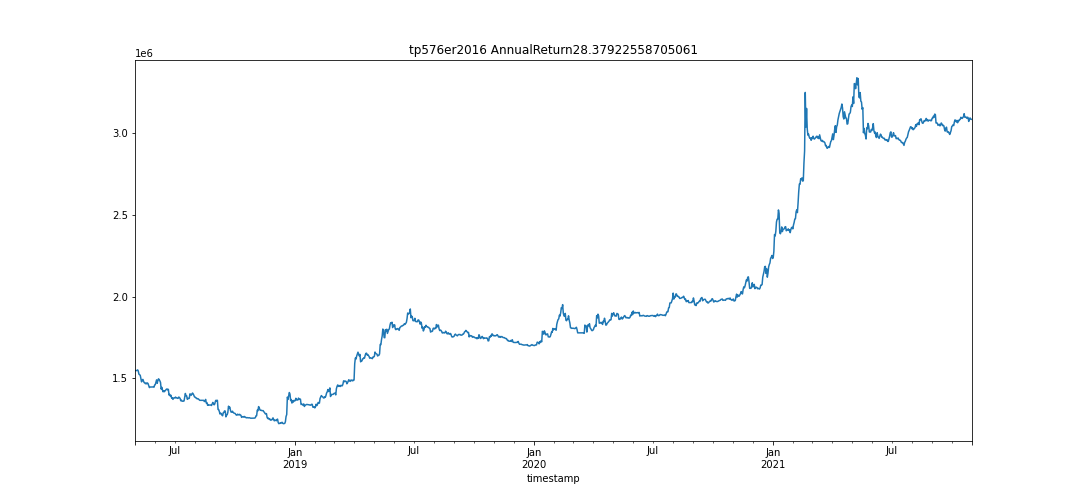 tp576er2016 AnnualReturn28.37922558705061
1e6
3.0
2.5
2.0
1.5
Jul Jan Jul Jan Jul Jan Jul
2019 2020 2021
timestamp